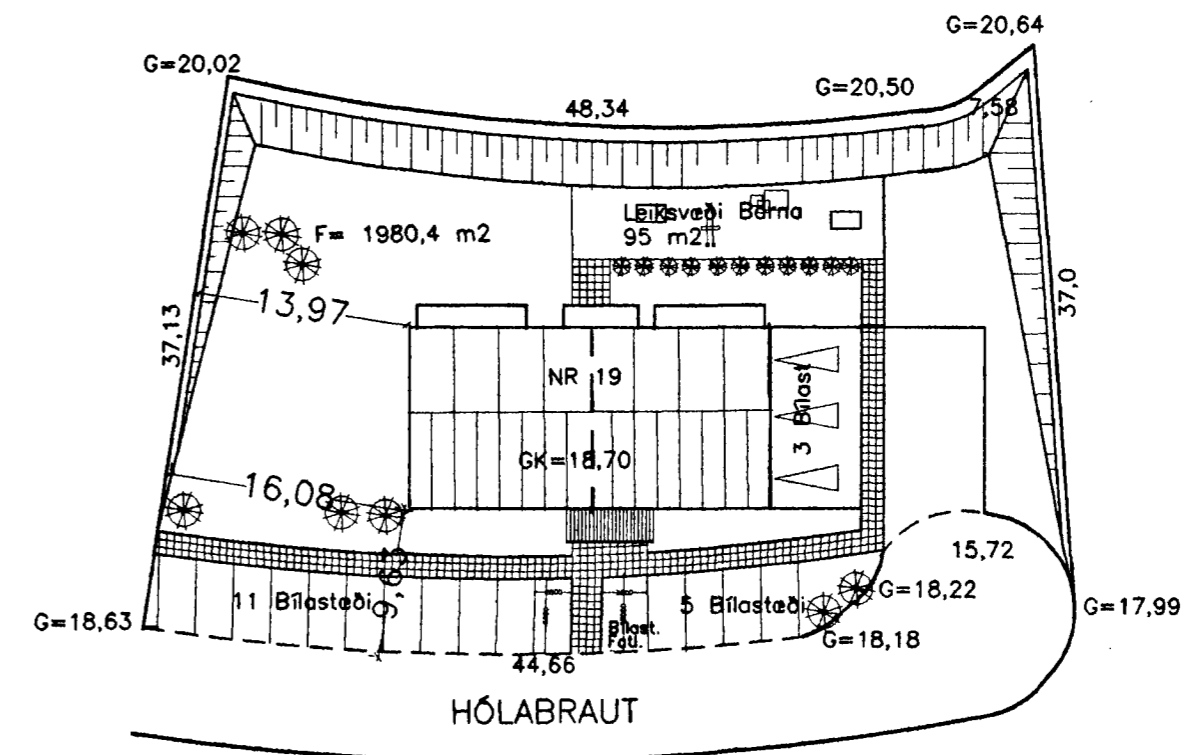 G=20,64
G=20,02
G=20,50
48,34
7,58
Leiksvæði Barna
95 m2
F= 1980,4 m2
13,97
37,13
37,0
NR 19
3 Bílast
GK=18,70
16,08
9,63
15,72
11 Bílastæði
5 Bílastæði
G=18,22
G=17,99
G=18,63
Bílast.
Fatl.
G=18,18
44,66
HÓLABRAUT